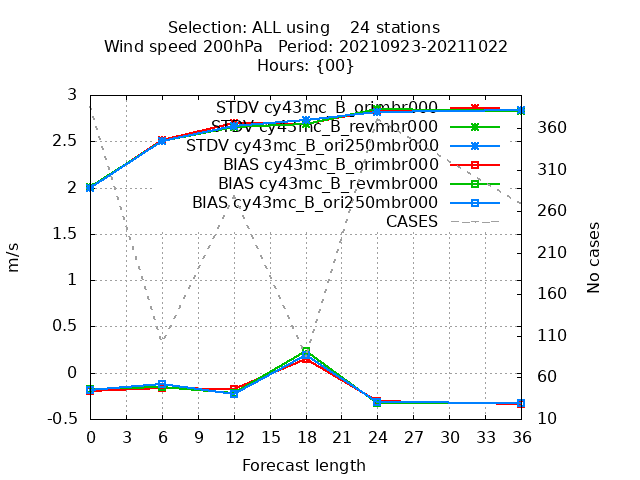 Selection: ALL using    24 stations
Wind speed 200hPa   Period: 20210923-20211022
Hours: {00}
3
2.5
2
1.5
1
0.5
0
-0.5
m/s
STDV cy43mc_B_orimbr000
STDV cy43mc_B_revmbr000
STDV cy43mc_B_ori250mbr000
BIAS cy43mc_B_orimbr000
BIAS cy43mc_B_revmbr000
BIAS cy43mc_B_ori250mbr000
CASES
360
310
260
210
160
110
60
10
No cases
0 3 6 9 12 15 18 21 24 27 30 33 36
Forecast length